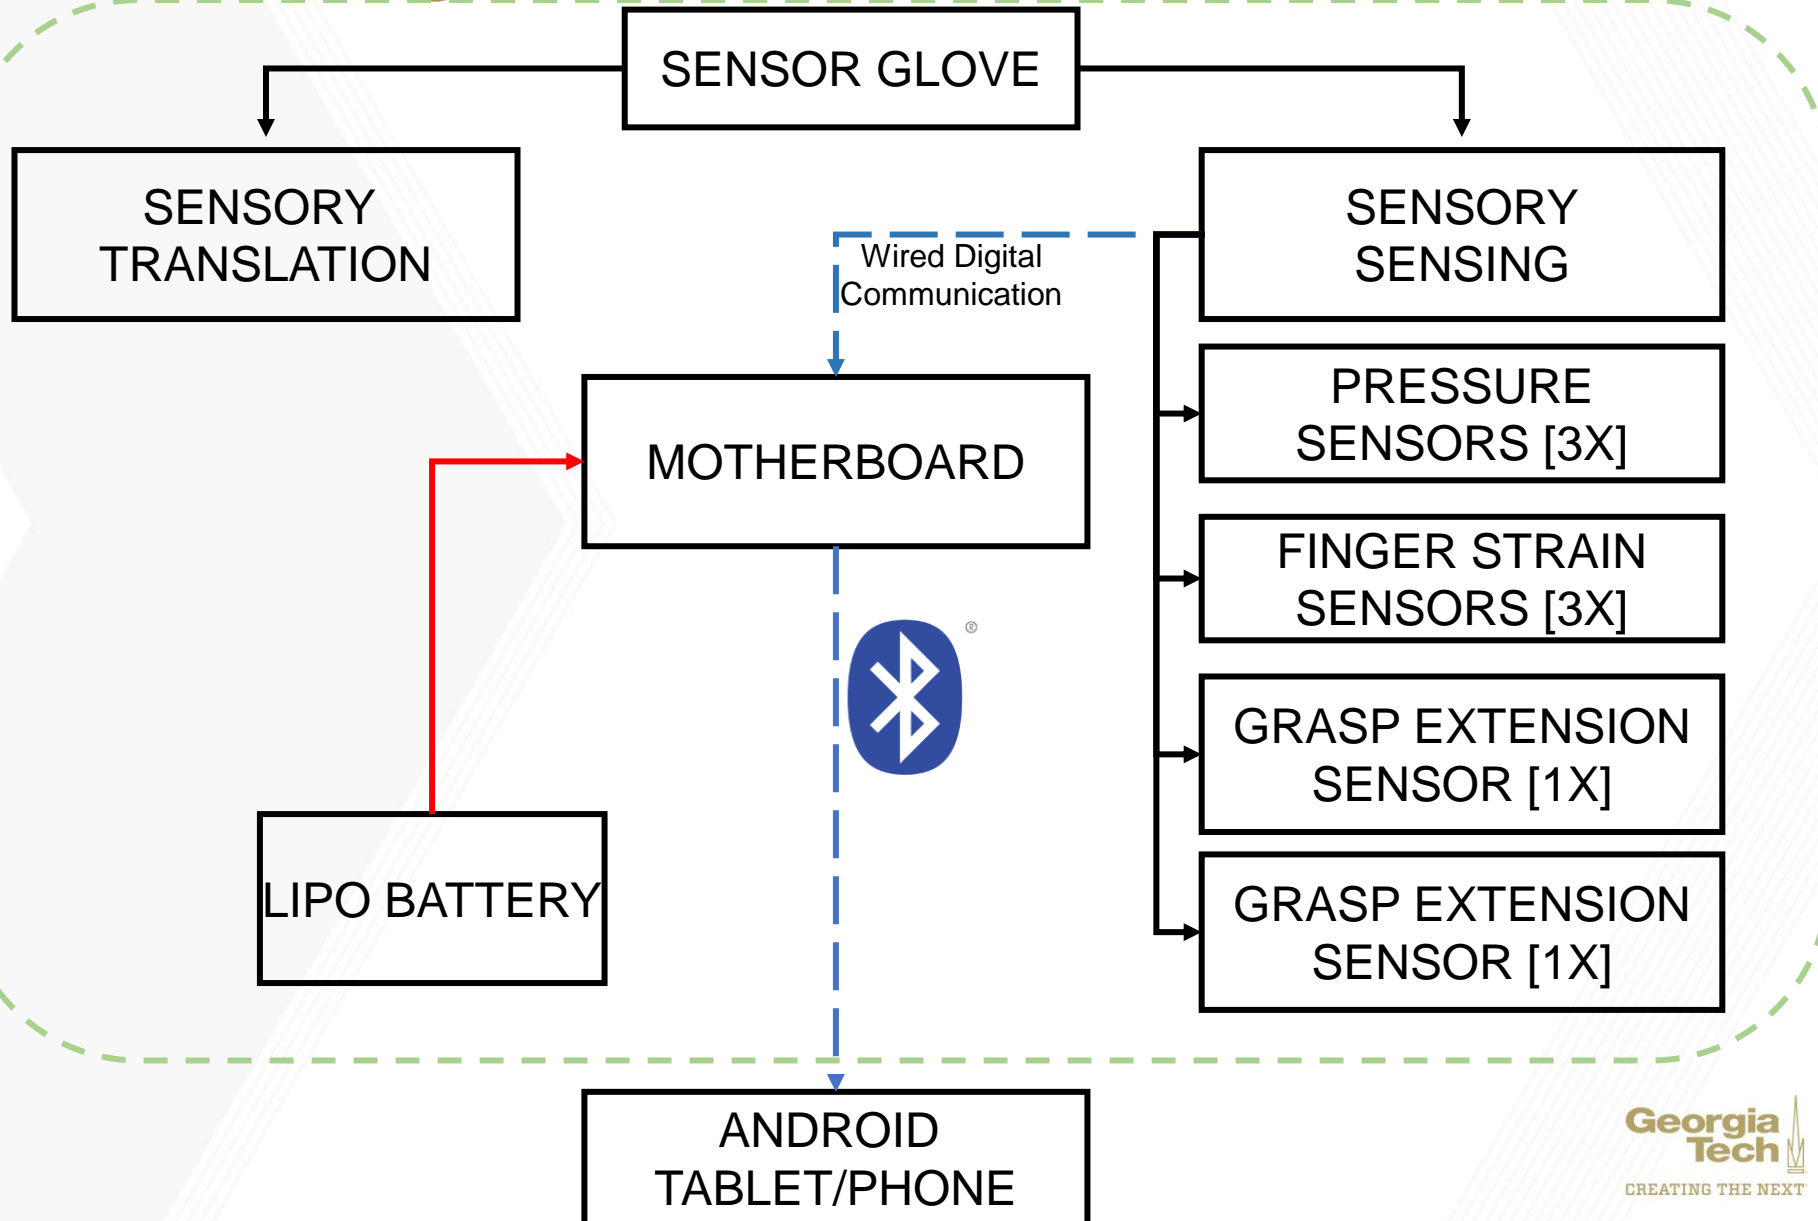 SENSOR GLOVE
SENSORY
TRANSLATION
SENSORY
SENSING
Wired Digital
Communication
PRESSURE
SENSORS [3X]
MOTHERBOARD
FINGER STRAIN
SENSORS [3X]
®
GRASP EXTENSION
SENSOR [1X]
LIPO BATTERY
GRASP EXTENSION
SENSOR [1X]
ANDROID
TABLET/PHONE
Georgia
Tech
CREATING THE NEXT